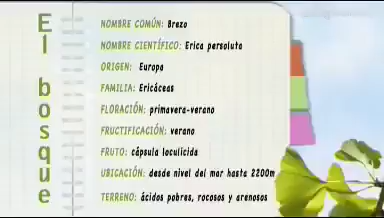 El bosque
NOMBRE COMÚN: Brezo
NOMBRE CIENTÍFICO: Erica persoluta
ORIGEN: Europa
FAMILIA: Ericáceas
FLORACIÓN: primavera-verano
FRUCTIFICACIÓN: verano
FRUTO: cápsula loculicida
UBICACIÓN: desde nivel del mar hasta 2200m
TERRENO: ácidos pobres, rocosos y arenosos